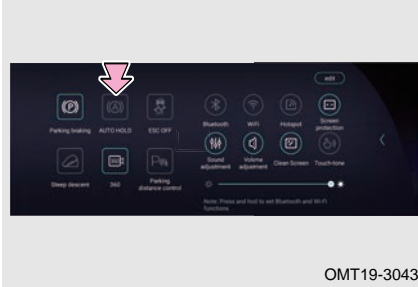 edit
Parking braking AUTO HOLD ESC OFF Bluetooth WiFi Hotspot Screen protection
Steep descent 360 Parking distance control Sound adjustment Volume adjustment Clean Screen Touch-tone
Note: Press and hold to set Bluetooth and Wi-Fi
functions
OMT19-3043